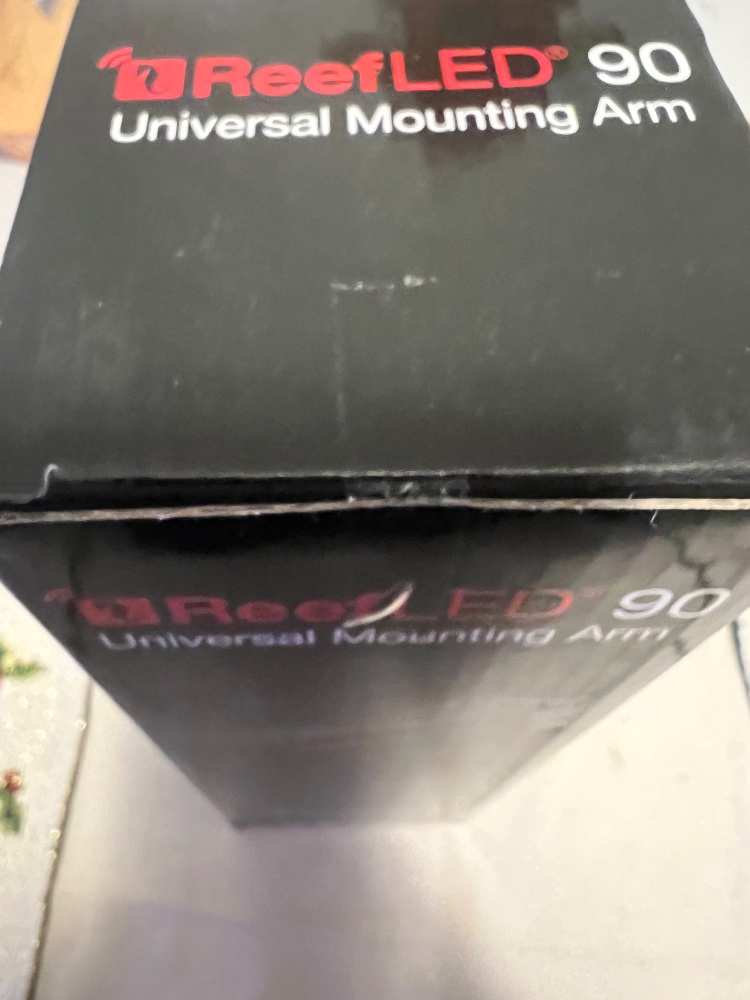 ReefLED® 90
Universal Mounting Arm
ReefLED 90
Universal Mounting Arm